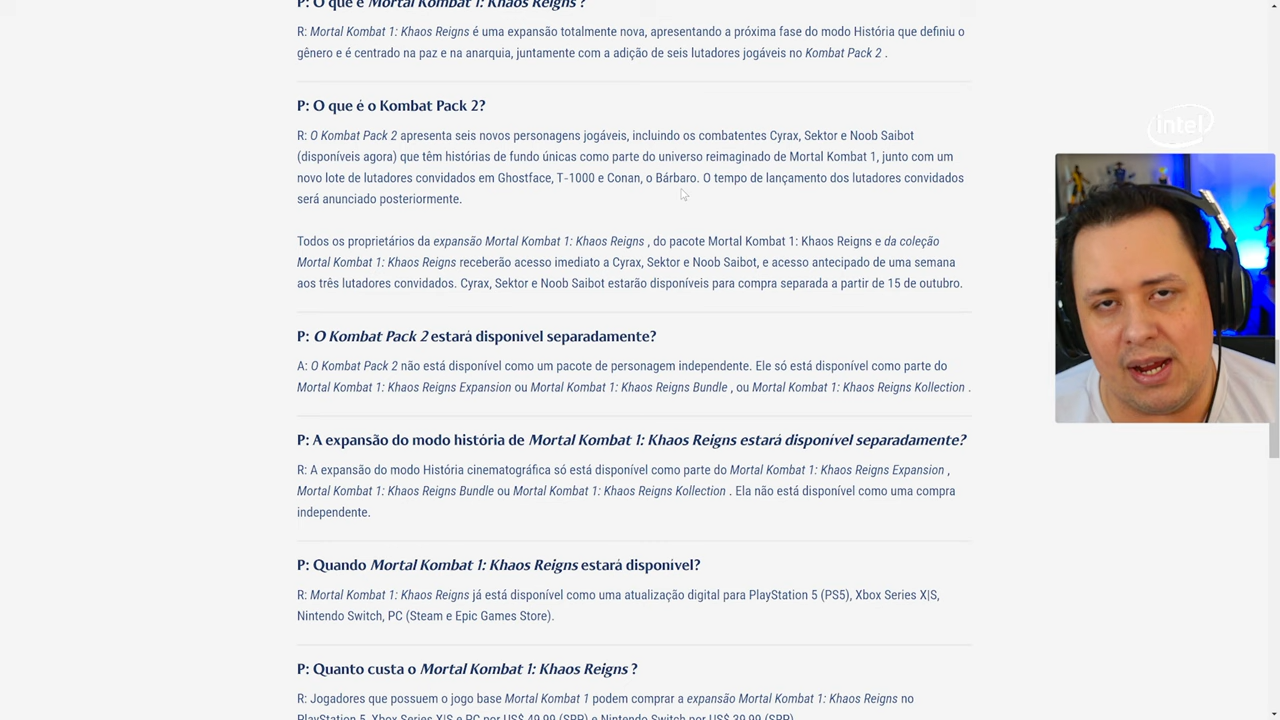 P: O que é Mortal Kombat 1: Khaos Reigns ?
R: Mortal Kombat 1: Khaos Reigns é uma expansão totalmente nova, apresentando a próxima fase do modo História que definiu o
gênero e é centrado na paz e na anarquia, juntamente com a adição de seis lutadores jogáveis no Kombat Pack 2 .
P: O que é o Kombat Pack 2?
R: O Kombat Pack 2 apresenta seis novos personagens jogáveis, incluindo os combatentes Cyrax, Sektor e Noob Saibot
(disponíveis agora) que têm histórias de fundo únicas como parte do universo reimaginado de Mortal Kombat 1, junto com um
novo lote de lutadores convidados em Ghostface, T-1000 e Conan, o Bárbaro. O tempo de lançamento dos lutadores convidados
será anunciado posteriormente.
Todos os proprietários da expansão Mortal Kombat 1: Khaos Reigns , do pacote Mortal Kombat 1: Khaos Reigns e da coleção
Mortal Kombat 1: Khaos Reigns receberão acesso imediato a Cyrax, Sektor e Noob Saibot, e acesso antecipado de uma semana
aos três lutadores convidados. Cyrax, Sektor e Noob Saibot estarão disponíveis para compra separada a partir de 15 de outubro.
P: O Kombat Pack 2 estará disponível separadamente?
A: O Kombat Pack 2 não está disponível como um pacote de personagem independente. Ele só está disponível como parte do
Mortal Kombat 1: Khaos Reigns Expansion ou Mortal Kombat 1: Khaos Reigns Bundle , ou Mortal Kombat 1: Khaos Reigns Kollection .
P: A expansão do modo história de Mortal Kombat 1: Khaos Reigns estará disponível separadamente?
R: A expansão do modo História cinematográfica só está disponível como parte do Mortal Kombat 1: Khaos Reigns Expansion ,
Mortal Kombat 1: Khaos Reigns Bundle ou Mortal Kombat 1: Khaos Reigns Kollection . Ela não está disponível como uma compra
independente.
P: Quando Mortal Kombat 1: Khaos Reigns estará disponível?
R: Mortal Kombat 1: Khaos Reigns já está disponível como uma atualização digital para PlayStation 5 (PS5), Xbox Series X|S,
Nintendo Switch, PC (Steam e Epic Games Store).
P: Quanto custa o Mortal Kombat 1: Khaos Reigns ?
R: Jogadores que possuem o jogo base Mortal Kombat 1 podem comprar a expansão Mortal Kombat 1: Khaos Reigns no
PlayStation 5, Xbox Series X|S e PC por US$ 49,99 (SRP) e Nintendo Switch por US$ 39,99 (SRP).
intel